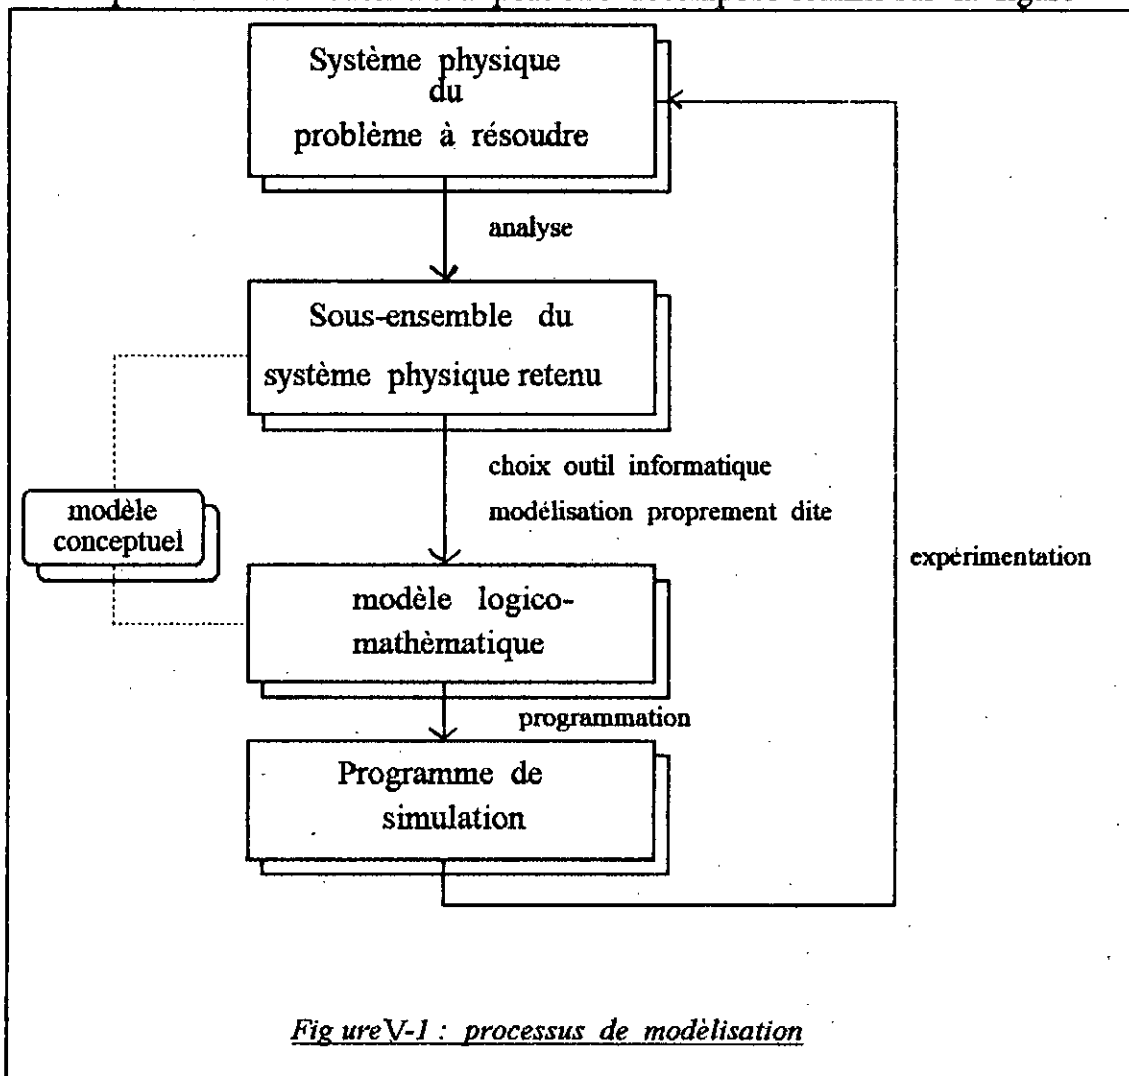 Système physique
du
problème à résoudre
analyse
Sous-ensemble du
système physique retenu
choix outil informatique
modélisation proprement dite
modèle
conceptuel
expérimentation
modèle logico-
mathèmatique
programmation
Programme de
simulation
Fig ure V-1 : processus de modèlisation